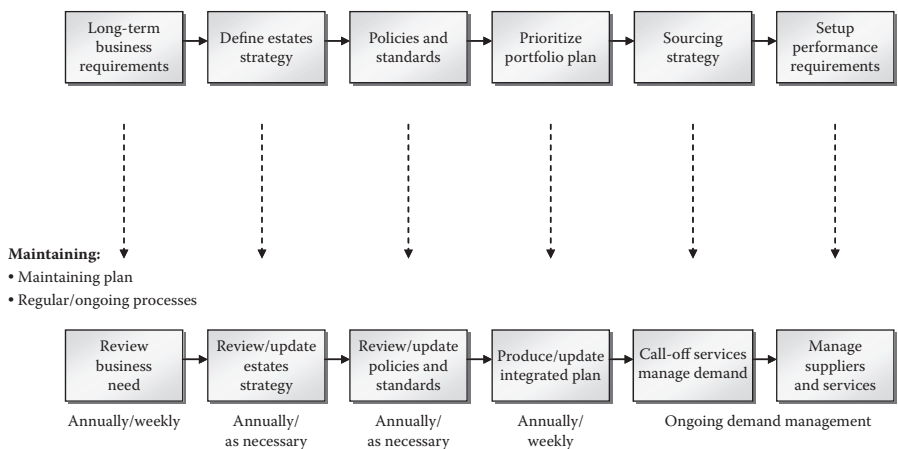 Long-term
business
requirements
Define estates
strategy
Policies and
standards
Prioritize
portfolio plan
Sourcing
strategy
Setup
performance
requirements
Maintaining:
• Maintaining plan
• Regular/ongoing processes
Review
business
need
Review/update
estates
strategy
Review/update
policies and
standards
Produce/update
integrated plan
Call-off services
manage demand
Manage
suppliers
and services
Annually/weekly
Annually/
as necessary
Annually/
as necessary
Annually/
weekly
Ongoing demand management